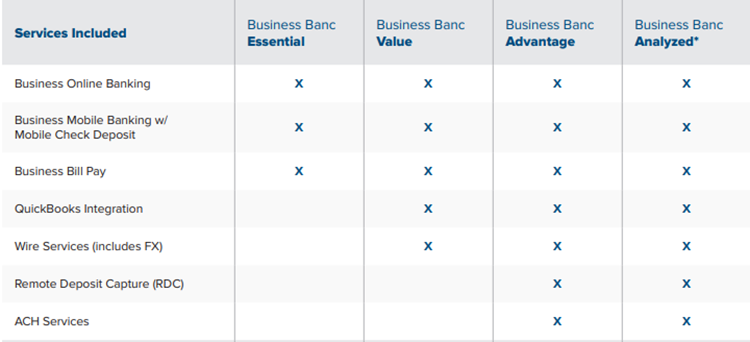 Services Included
Business Banc
Essential
Business Banc
Value
Business Banc
Advantage
Business Banc
Analyzed*
Business Online Banking X X X X
Business Mobile Banking w/
Mobile Check Deposit X X X X
Business Bill Pay X X X X
QuickBooks Integration X X X
Wire Services (includes FX) X X X
Remote Deposit Capture (RDC) X X
ACH Services X X